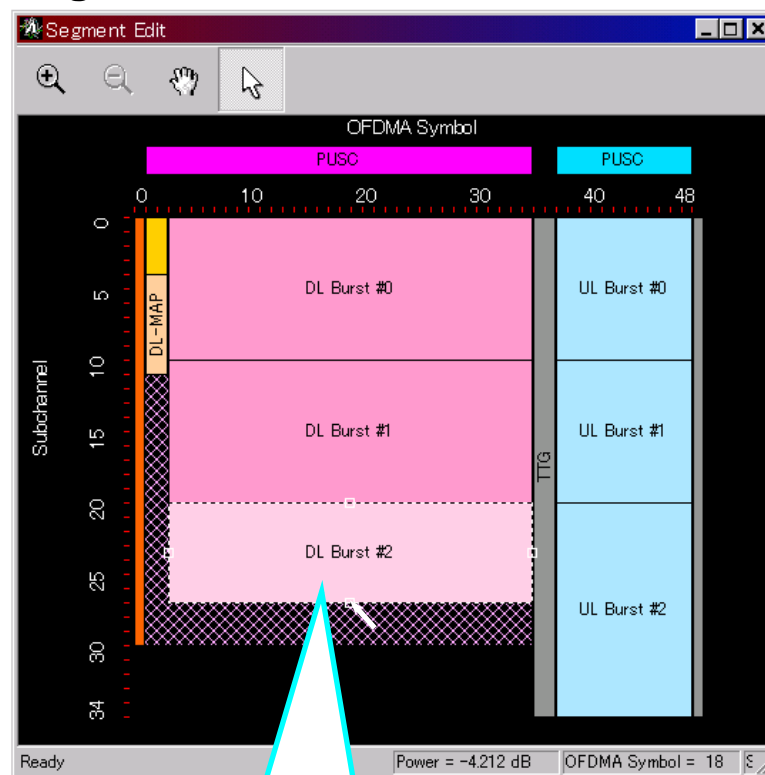 Segment Edit
OFDMA Symbol
PUSC
PUSC
0 10 20 30 40 48
0
5
10
15
20
25
30
34
Subchannel
DL-MAP
DL Burst #0
DL Burst #1
DL Burst #2
TTG
UL Burst #0
UL Burst #1
UL Burst #2
Ready
Power = -4.212 dB
OFDMA Symbol = 18